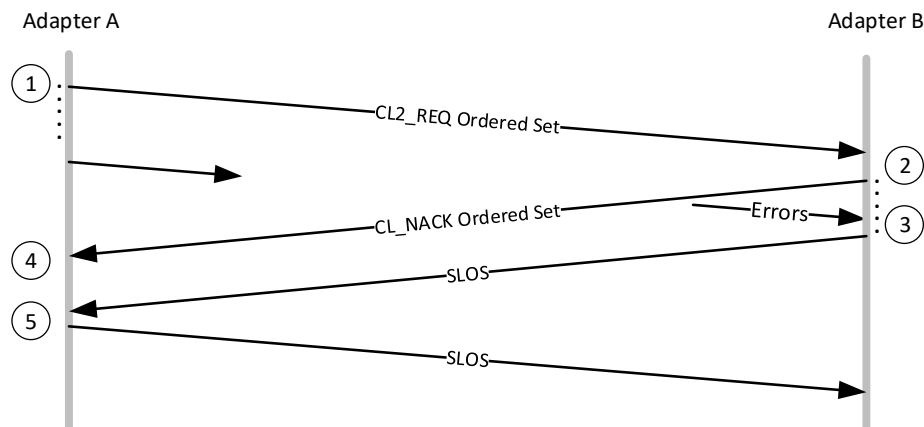 Adapter A
Adapter B
1
CL2_REQ Ordered Set
2
CL_NACK Ordered Set
Errors
3
4
SLOS
5
SLOS